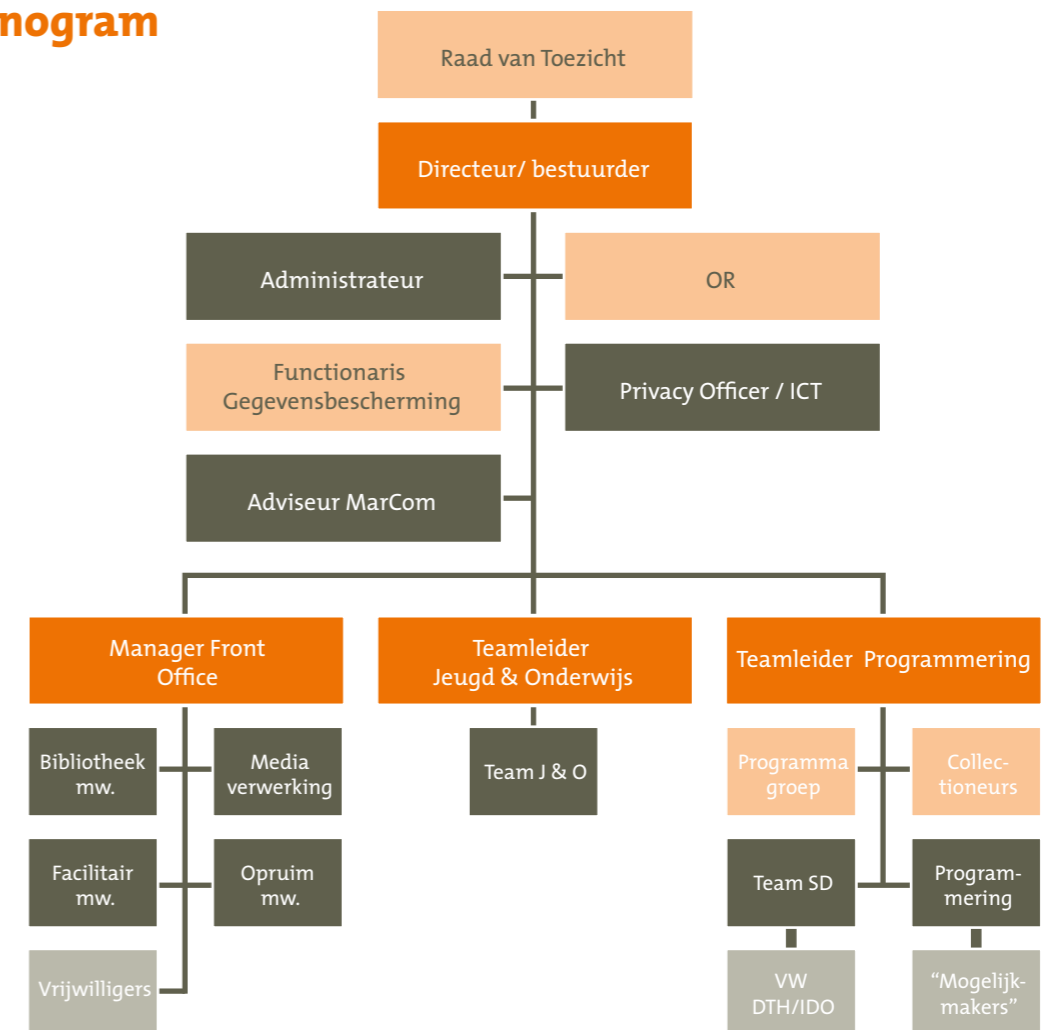 nogram
Raad van Toezicht
Directeur/ bestuurder
Administrateur
OR
Functionaris
Gegevensbescherming
Privacy Officer / ICT
Adviseur MarCom
Manager Front
Office
Teamleider
Jeugd & Onderwijs
Teamleider Programmering
Bibliotheek
mw.
Media
verwerking
Team J & O
Programma
groep
Collec-
tioneurs
Facilitair
mw.
Opruim
mw.
Team SD
Program-
mering
Vrijwilligers
VW
DTH/IDO
“Mogelijk-
makers”